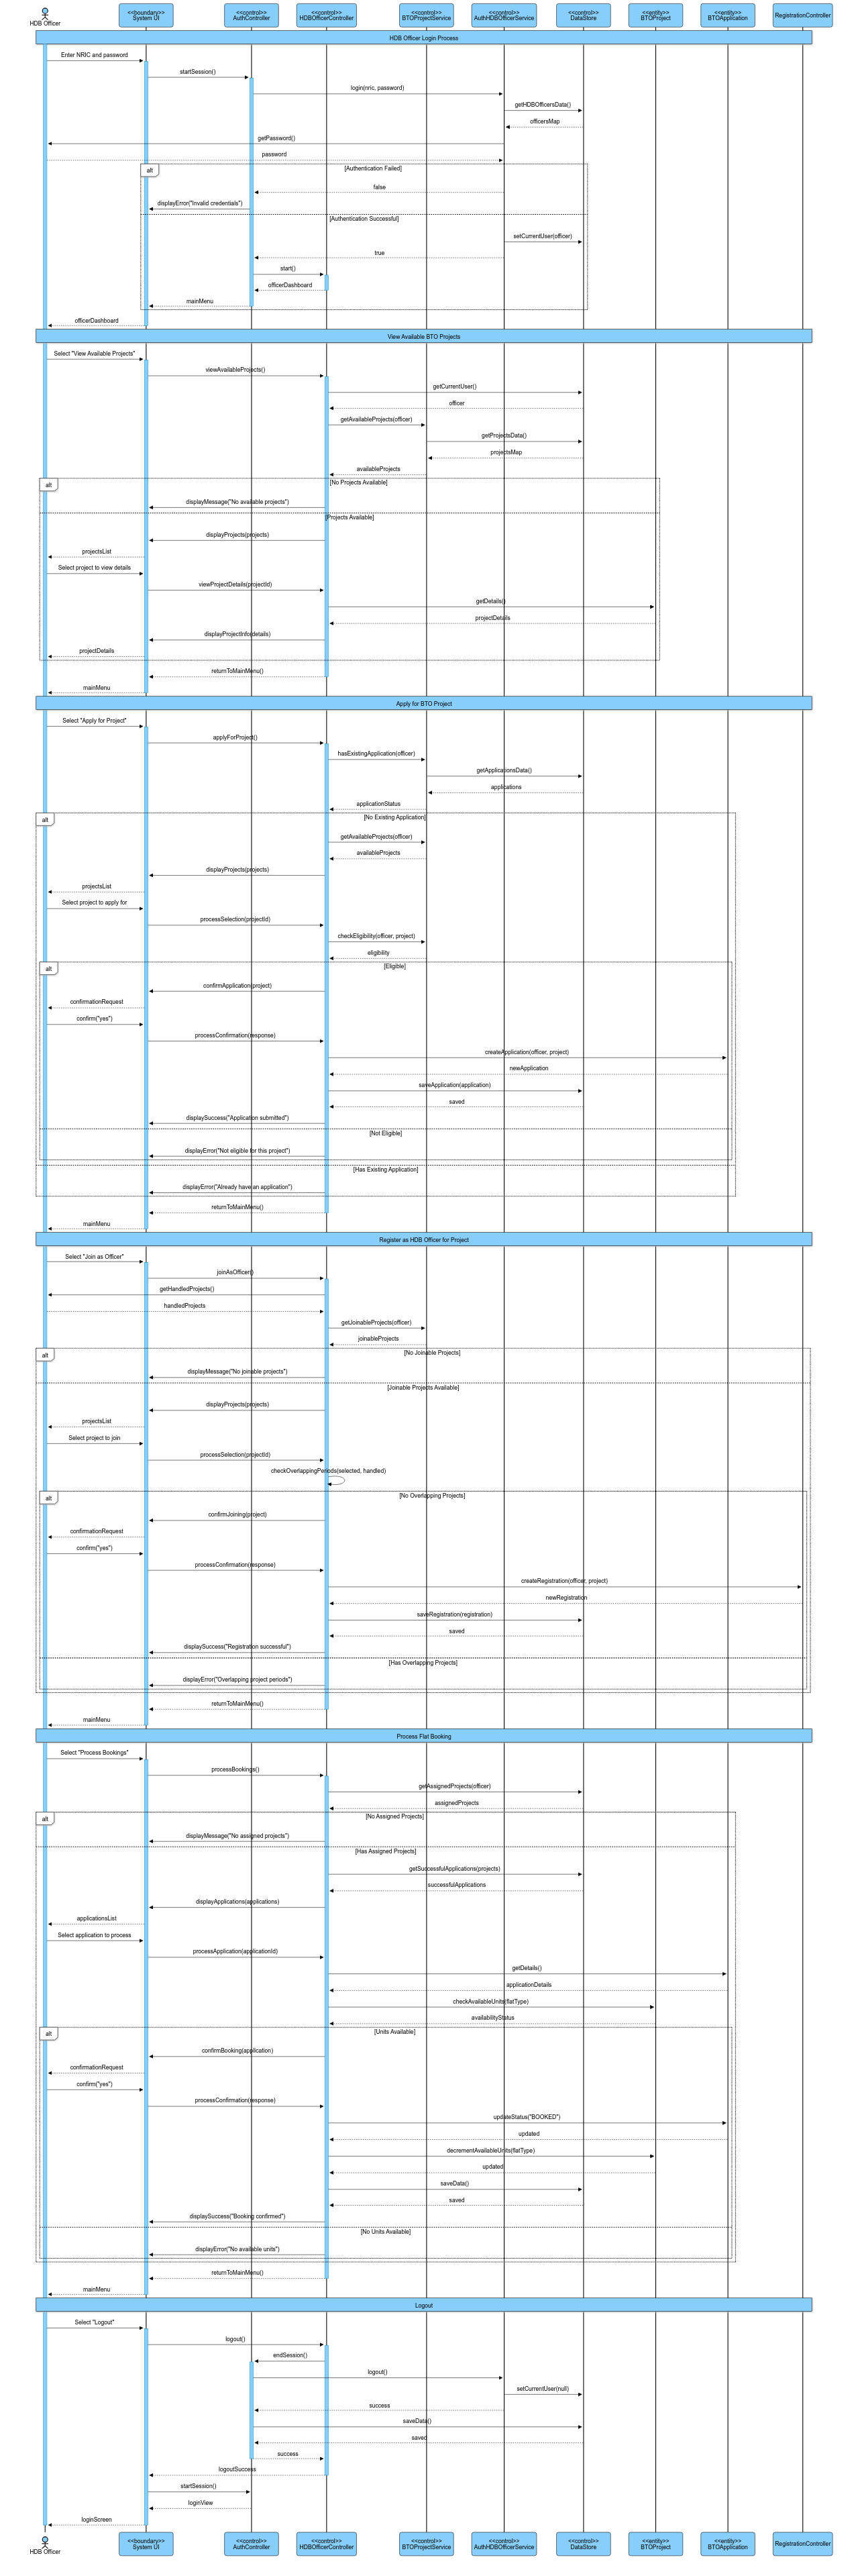 HDB Officer
<<boundary>>
System UI
<<control>>
AuthController
<<control>>
HDBOfficerController
<<control>>
BTOProjectService
<<control>>
AuthHDBOfficerService
<<control>>
DataStore
<<entity>>
BTOProject
<<entity>>
BTOApplication
RegistrationController
HDB Officer Login Process
Enter NRIC and password
startSession()
login(nric, password)
getHDBOfficersData()
officersMap
getPassword()
password
alt
[Authentication Failed]
false
displayError("Invalid credentials")
[Authentication Successful]
setCurrentUser(officer)
true
start()
officerDashboard
mainMenu
officerDashboard
View Available BTO Projects
Select "View Available Projects"
viewAvailableProjects()
getCurrentUser()
officer
getAvailableProjects(officer)
getProjectsData()
projectsMap
availableProjects
alt
[No Projects Available]
displayMessage("No available projects")
[Projects Available]
displayProjects(projects)
projectsList
Select project to view details
viewProjectDetails(projectId)
getDetails()
projectDetails
displayProjectInfo(details)
projectDetails
returnToMainMenu()
mainMenu
Apply for BTO Project
Select "Apply for Project"
applyForProject()
hasExistingApplication(officer)
getApplicationsData()
applications
applicationStatus
alt
[No Existing Application]
getAvailableProjects(officer)
availableProjects
displayProjects(projects)
projectsList
Select project to apply for
processSelection(projectId)
checkEligibility(officer, project)
eligibility
alt
[Eligible]
confirmApplication(project)
confirmationRequest
confirm("yes")
processConfirmation(response)
createApplication(officer, project)
newApplication
saveApplication(application)
saved
displaySuccess("Application submitted")
[Not Eligible]
displayError("Not eligible for this project")
[Has Existing Application]
displayError("Already have an application")
returnToMainMenu()
mainMenu
Register as HDB Officer for Project
Select "Join as Officer"
joinAsOfficer()
getHandledProjects()
handledProjects
getJoinableProjects(officer)
joinableProjects
alt
[No Joinable Projects]
displayMessage("No joinable projects")
[Joinable Projects Available]
displayProjects(projects)
projectsList
Select project to join
processSelection(projectId)
checkOverlappingPeriods(selected, handled)
alt
[No Overlapping Projects]
confirmJoining(project)
confirmationRequest
confirm("yes")
processConfirmation(response)
createRegistration(officer, project)
newRegistration
saveRegistration(registration)
saved
displaySuccess("Registration successful")
[Has Overlapping Projects]
displayError("Overlapping project periods")
returnToMainMenu()
mainMenu
Process Flat Booking
Select "Process Bookings"
processBookings()
getAssignedProjects(officer)
assignedProjects
alt
[No Assigned Projects]
displayMessage("No assigned projects")
[Has Assigned Projects]
getSuccessfulApplications(projects)
successfulApplications
displayApplications(applications)
applicationsList
Select application to process
processApplication(applicationId)
getDetails()
applicationDetails
checkAvailableUnits(flatType)
availabilityStatus
alt
[Units Available]
confirmBooking(application)
confirmationRequest
confirm("yes")
processConfirmation(response)
updateStatus("BOOKED")
updated
decrementAvailableUnits(flatType)
updated
saveData()
saved
displaySuccess("Booking confirmed")
[No Units Available]
displayError("No available units")
returnToMainMenu()
mainMenu
Logout
Select "Logout"
logout()
endSession()
logout()
setCurrentUser(null)
success
saveData()
saved
success
logoutSuccess
startSession()
loginView
loginScreen
HDB Officer
<<boundary>>
System UI
<<control>>
AuthController
<<control>>
HDBOfficerController
<<control>>
BTOProjectService
<<control>>
AuthHDBOfficerService
<<control>>
DataStore
<<entity>>
BTOProject
<<entity>>
BTOApplication
RegistrationController